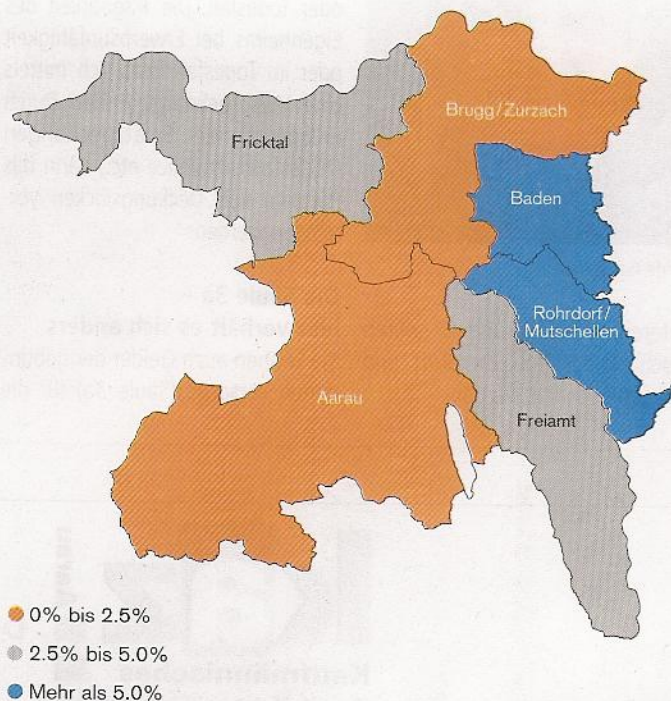 Brugg/Zurzach
Fricktal
Baden
Rohrdorf/
Mutschellen
Aarau
Freiamt
0% bis 2.5%
2.5% bis 5.0%
Mehr als 5.0%